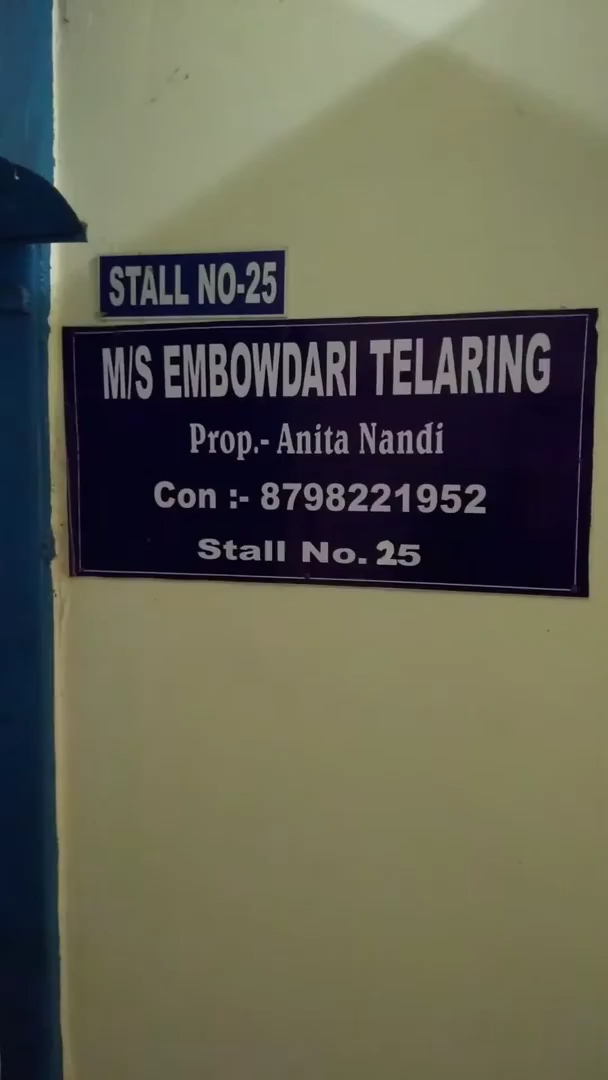 STALL NO-25
M/S EMBOWDARI TELARING
Prop.- Anita Nandi
Con :- 8798221952
Stall No. 25